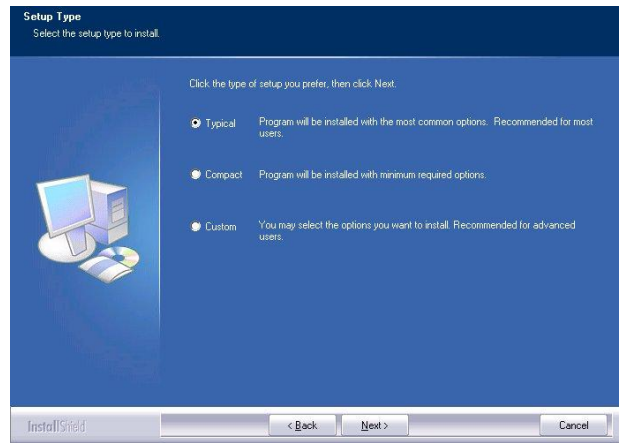 Setup Type
Select the setup type to install.
Click the type of setup you prefer, then click Next.
Typical Program will be installed with the most common options. Recommended for most
users.
Compact Program will be installed with minimum required options.
Custom You may select the options you want to install. Recommended for advanced
users.
InstallShield
< Back Next > Cancel